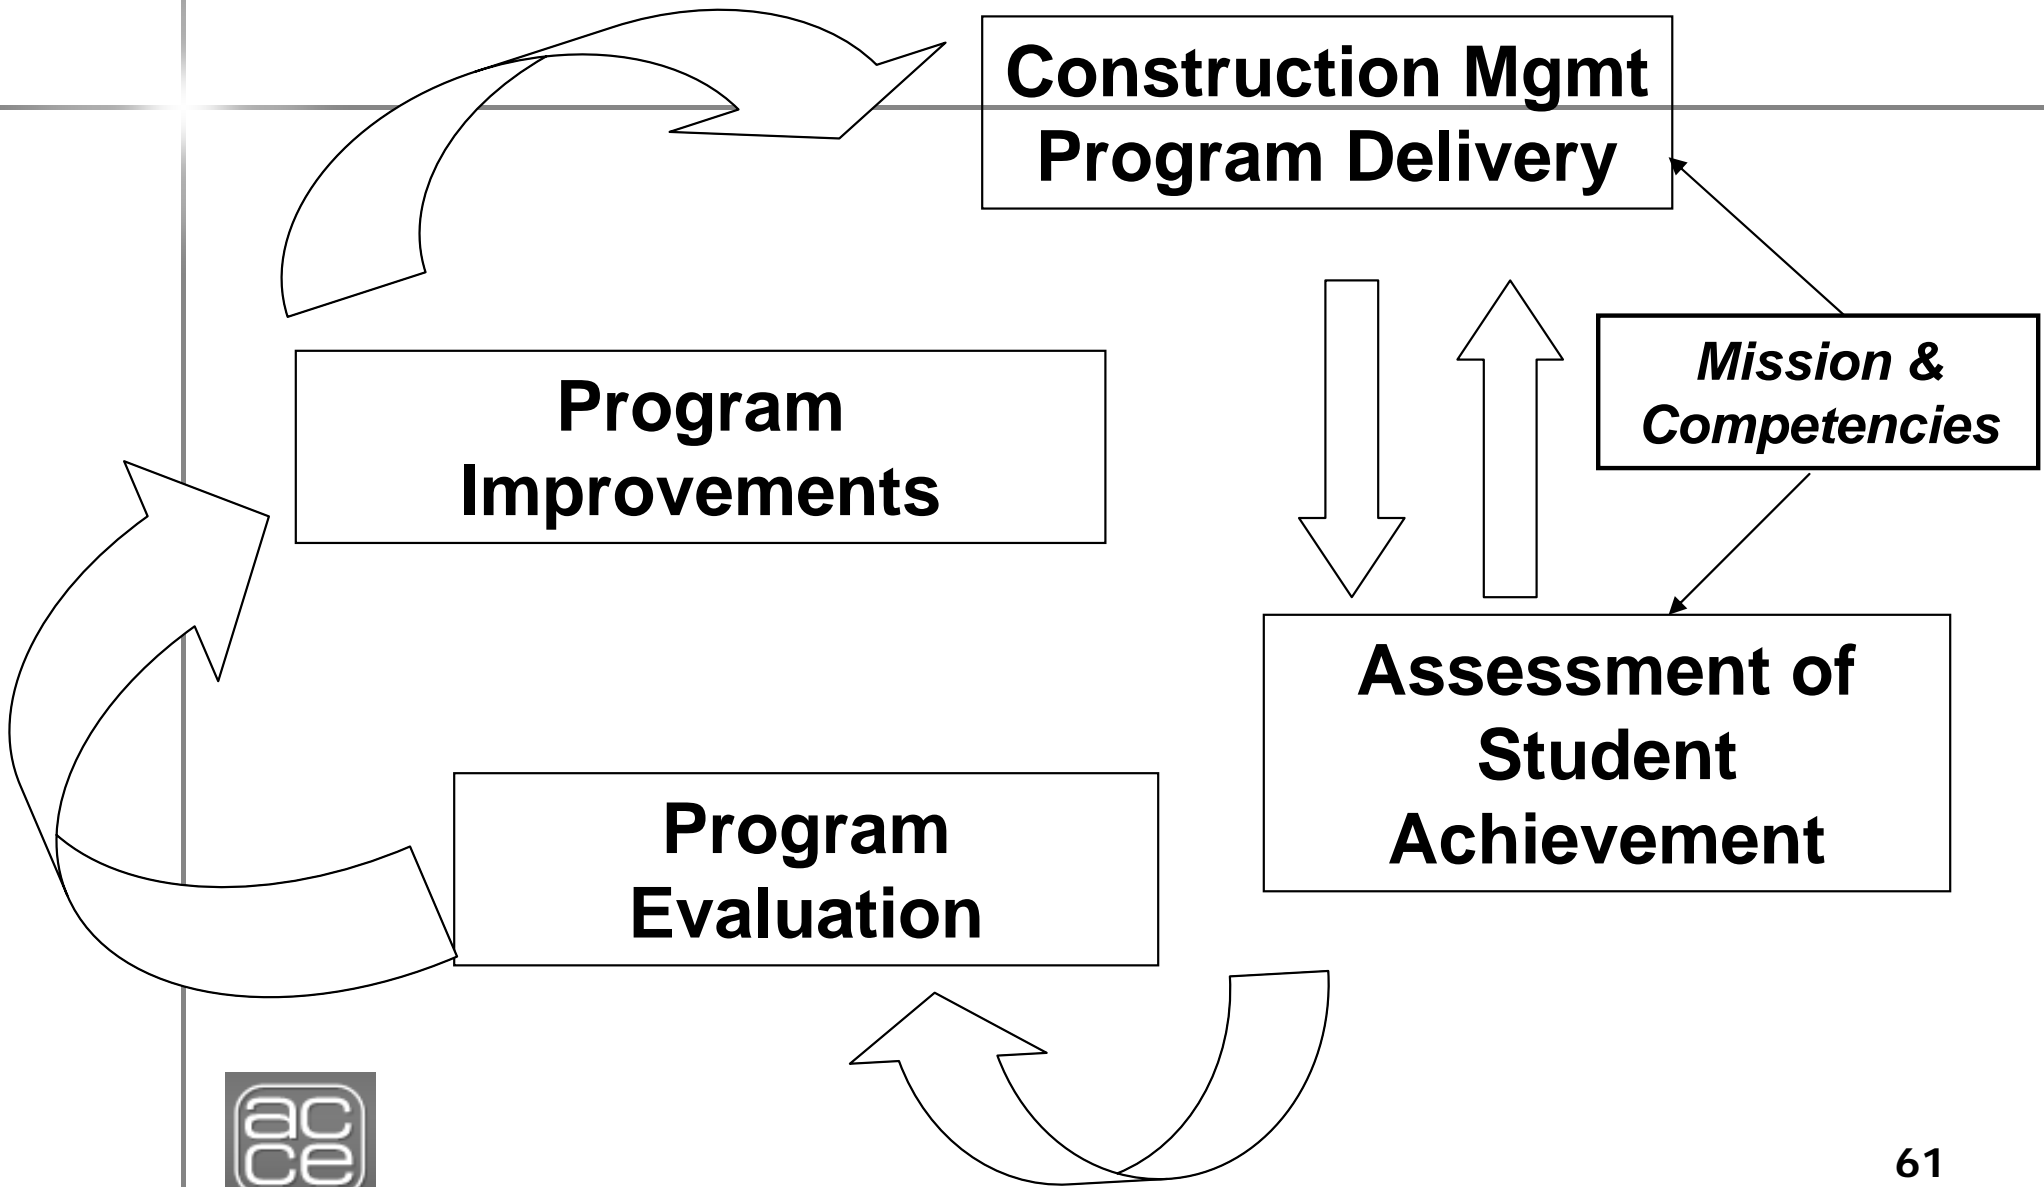 Construction Mgmt
Program Delivery
Mission &
Competencies
Program
Improvements
Assessment of
Student
Achievement
Program
Evaluation
ac
ce
61